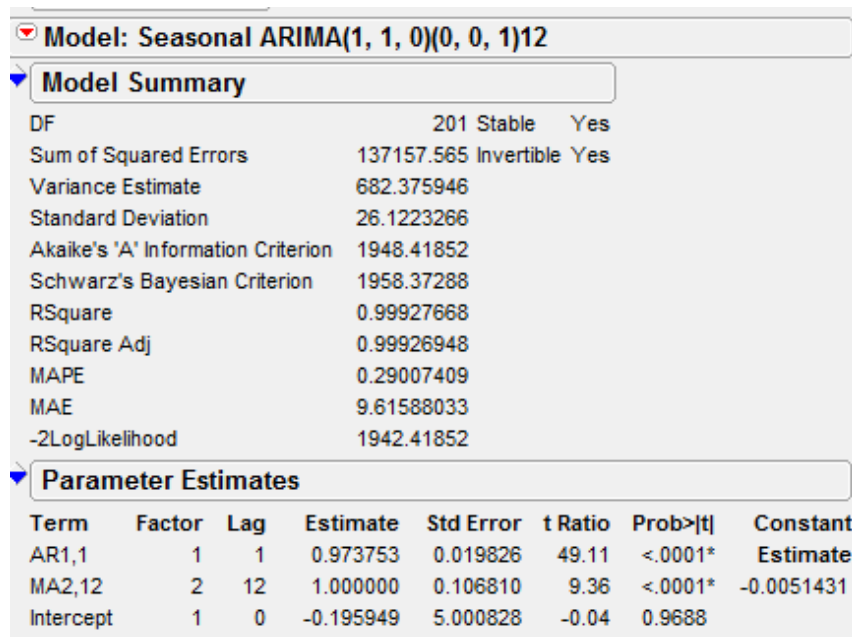 Model: Seasonal ARIMA(1, 1, 0)(0, 0, 1)12
Model Summary
DF 201 Stable Yes
Sum of Squared Errors 137157.565 Invertible Yes
Variance Estimate 682.375946
Standard Deviation 26.1223266
Akaike's 'A' Information Criterion 1948.41852
Schwarz's Bayesian Criterion 1958.37288
RSquare 0.99927668
RSquare Adj 0.99926948
MAPE 0.29007409
MAE 9.61588033
-2LogLikelihood 1942.41852
Parameter Estimates
Term Factor Lag Estimate Std Error t Ratio Prob>|t| Constant
AR1,1 1 1 0.973753 0.019826 49.11 <.0001* Estimate
MA2,12 2 12 1.000000 0.106810 9.36 <.0001* -0.0051431
Intercept 1 0 -0.195949 5.000828 -0.04 0.9688